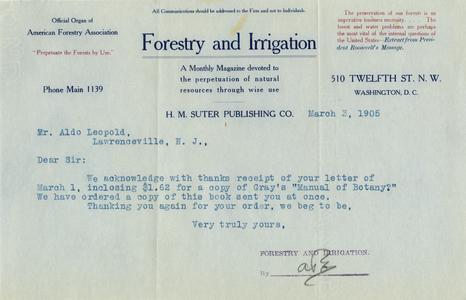 All Communications should be addressed to the Firm and not to Individuals.
Official Organ of
American Forestry Association
"Perpetuate the Forests by Use."
Phone Main 1139
Forestry and Irrigation
A Monthly Magazine devoted to
the perpetuation of natural
resources through wise use
H. M. SUTER PUBLISHING CO.
The preservation of our forests is an
imperative business necessity. . . . The
forest and water problems are perhaps
the most vital of the internal questions of
the United States—Extract from Presi-
dent Roosevelt's Message.
510 TWELFTH ST. N. W.
WASHINGTON, D. C.
March 3, 1905
Mr. Aldo Leopold,
Lawrenceville, N. J.,
Dear Sir:
We acknowledge with thanks receipt of your letter of
March 1, inclosing $1.62 for a copy of Gray's "Manual of Botany?"
We have ordered a copy of this book sent you at once.
Thanking you again for your order, we beg to be,
Very truly yours,
FORESTRY AND IRRIGATION.
By